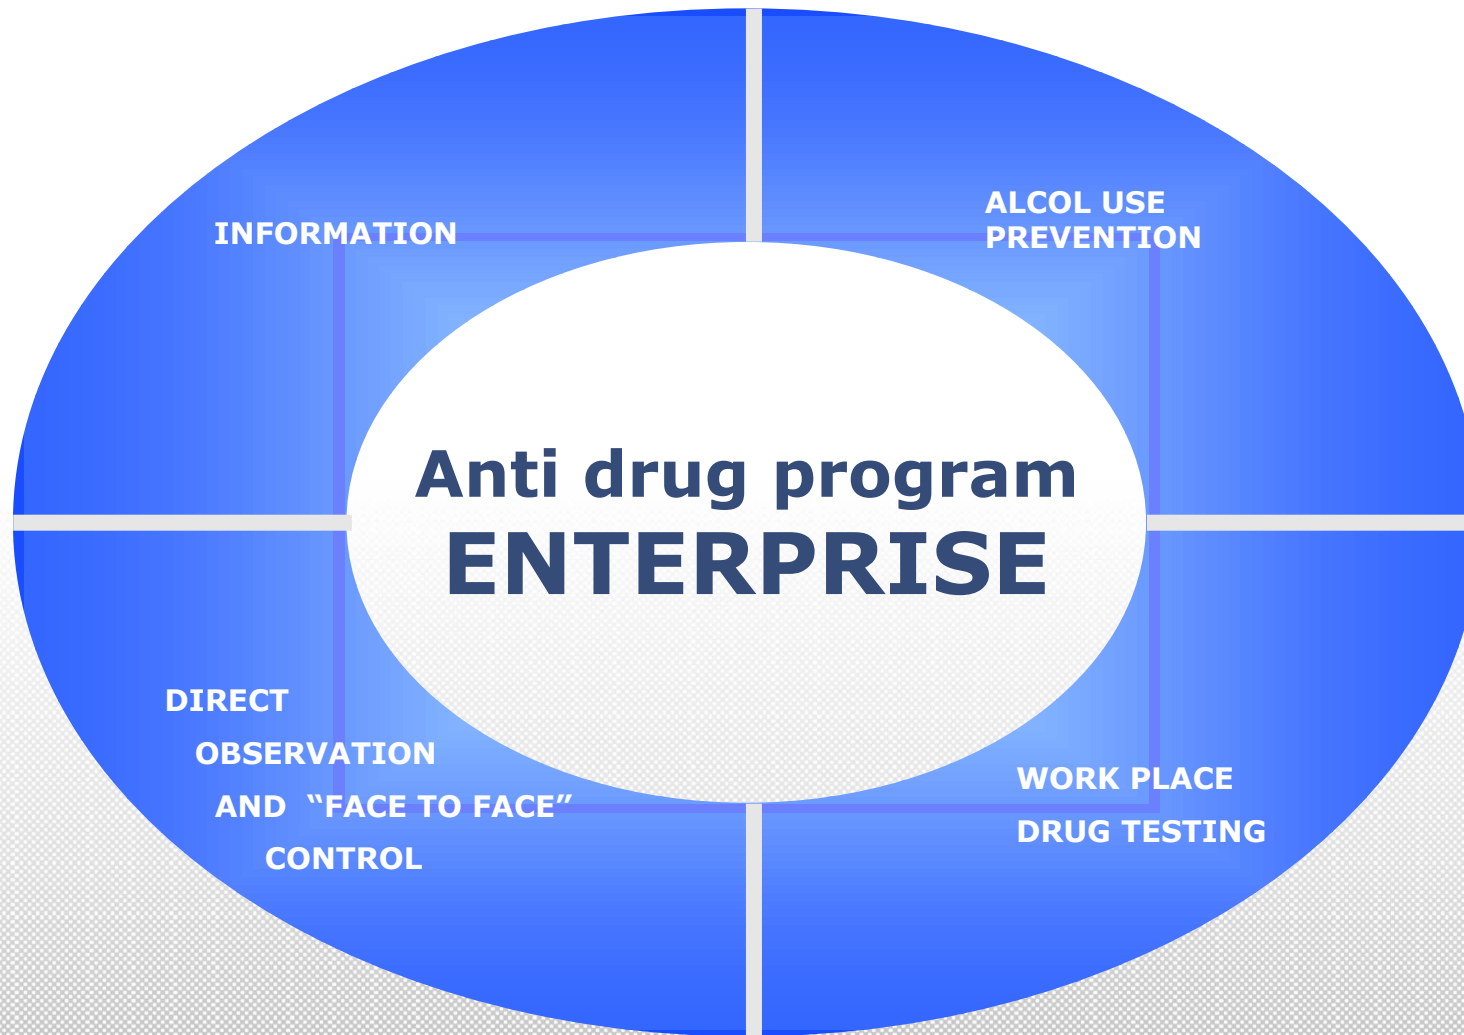 INFORMATION
ALCOL USE
PREVENTION
Anti drug program
ENTERPRISE
DIRECT
OBSERVATION
AND “FACE TO FACE”
CONTROL
WORK PLACE
DRUG TESTING